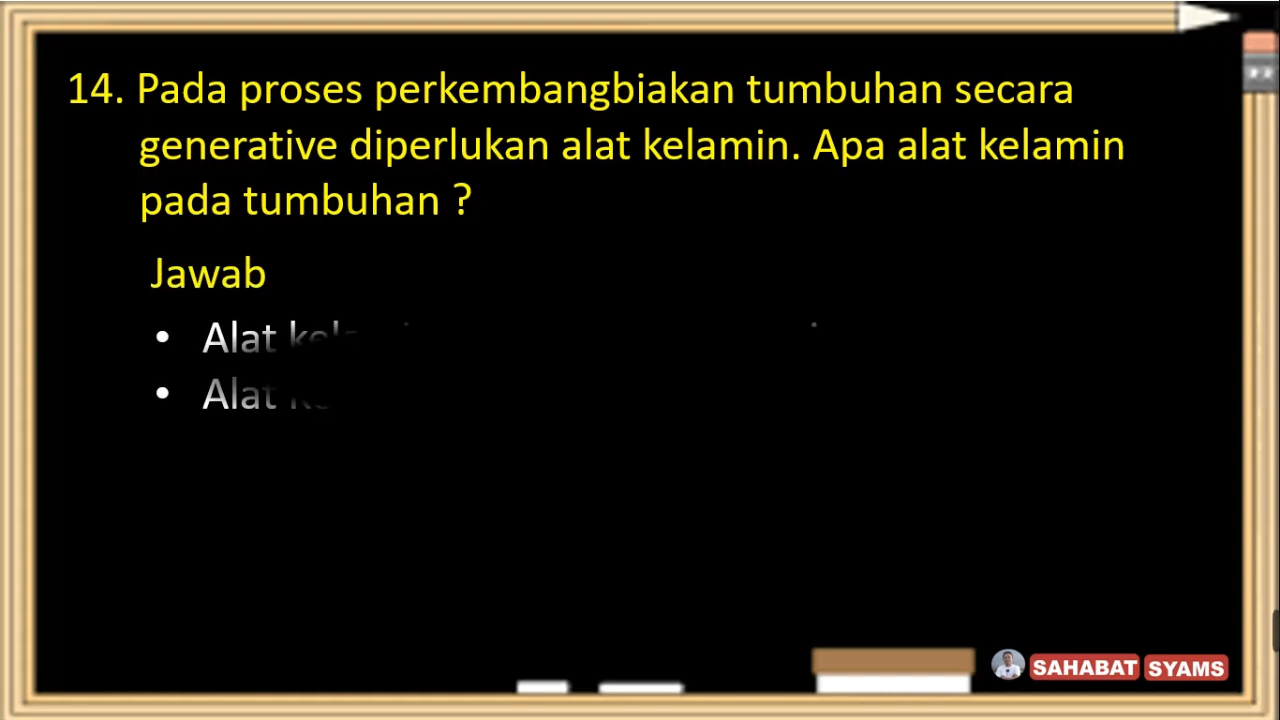 14. Pada proses perkembangbiakan tumbuhan secara
generative diperlukan alat kelamin. Apa alat kelamin
pada tumbuhan ?
Jawab
• Alat
• Alat
SAHABAT SYAMS